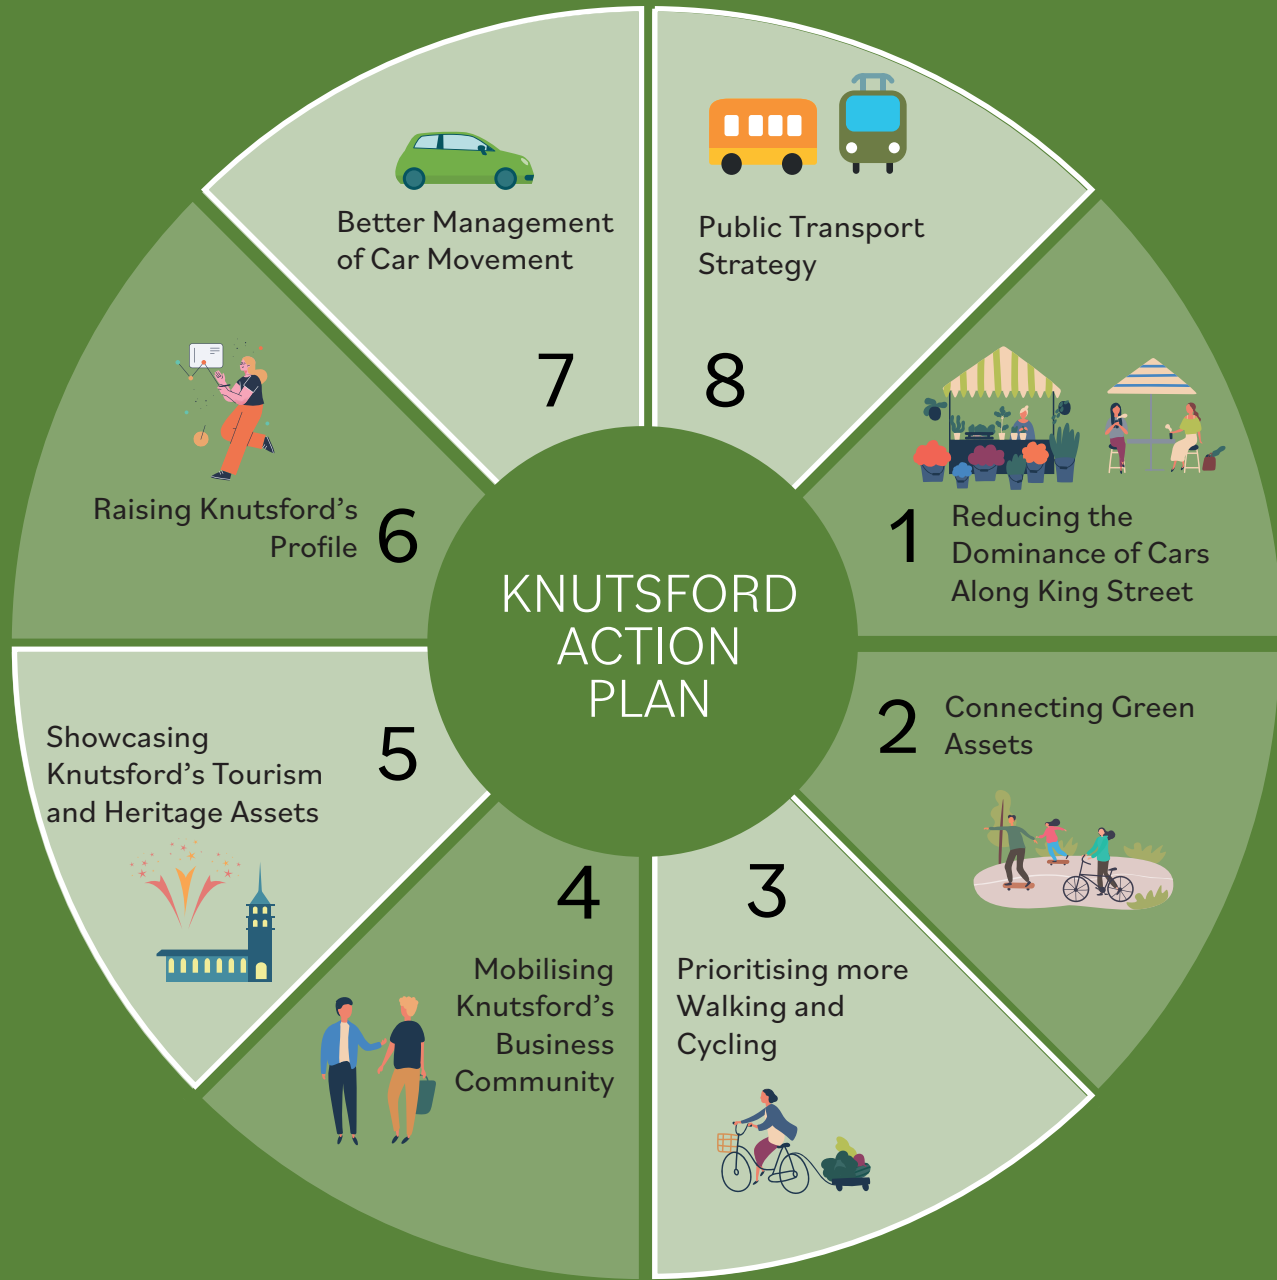 KNUTSFORD
ACTION
PLAN
1
Reducing the
Dominance of Cars
Along King Street
2
Connecting Green
Assets
3
Prioritising more
Walking and
Cycling
4
Mobilising
Knutsford's
Business
Community
5
Showcasing
Knutsford's Tourism
and Heritage Assets
6
Raising Knutsford's
Profile
7
Better Management
of Car Movement
8
Public Transport
Strategy